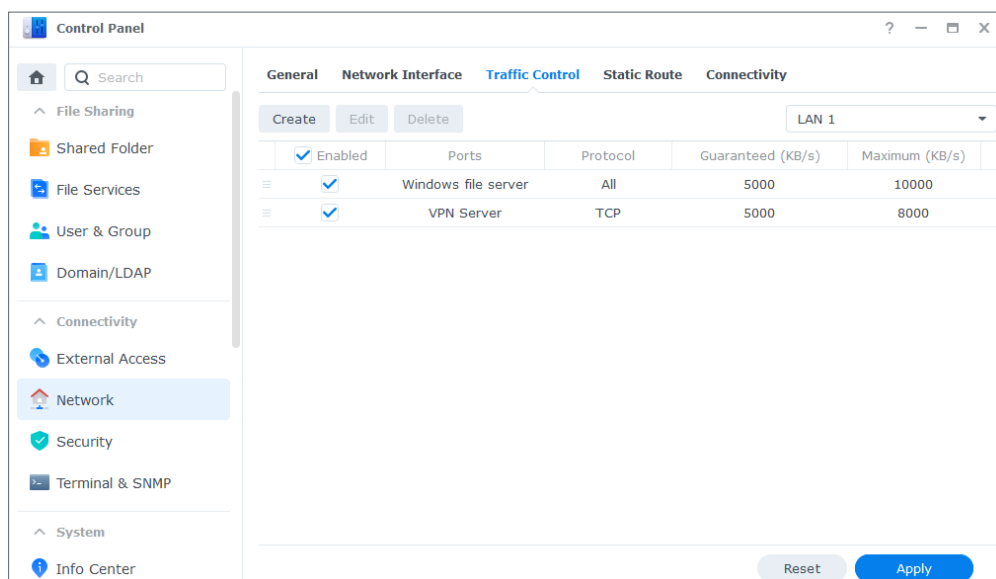 Control Panel
?
Search
General Network Interface Traffic Control Static Route Connectivity
File Sharing
Shared Folder
File Services
User & Group
Domain/LDAP
Connectivity
External Access
Network
Security
Terminal & SNMP
System
Info Center
Create Edit Delete LAN 1
Enabled Ports Protocol Guaranteed (KB/s) Maximum (KB/s)
Windows file server All 5000 10000
VPN Server TCP 5000 8000
Reset Apply